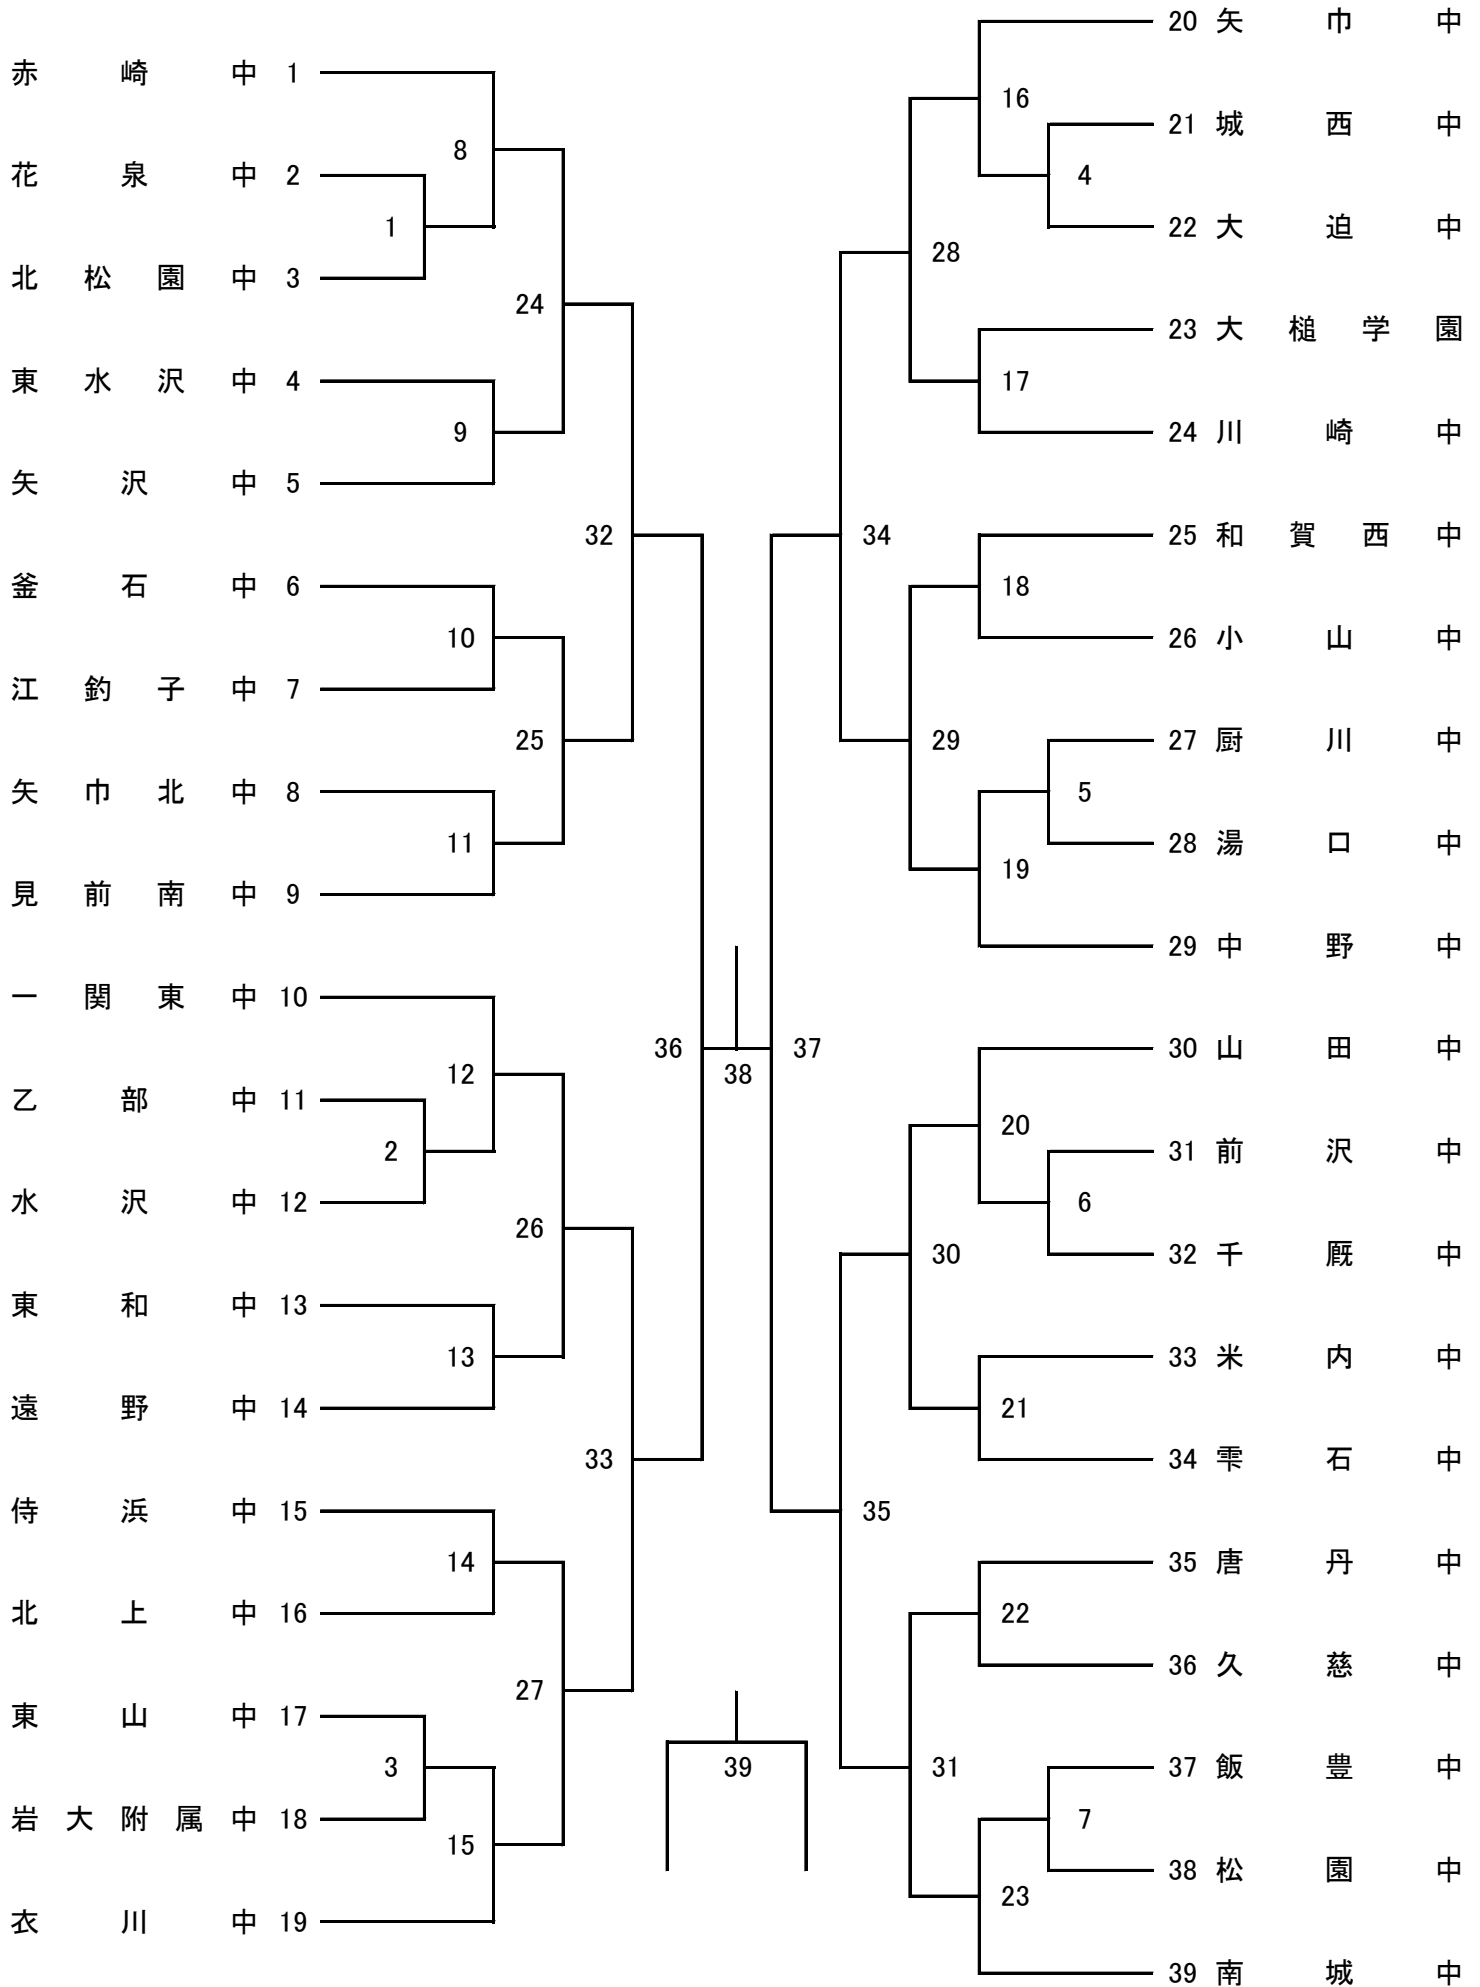 赤崎中 1
花泉中 2
北松園中 3
東水沢中 4
矢沢中 5
釜石中 6
江釣子中 7
矢巾北中 8
見前南中 9
一関東中 10
乙部中 11
水沢中 12
東和中 13
遠野中 14
侍浜中 15
北上中 16
東山中 17
岩大附属中 18
衣川中 19
8
1
24
9
32
10
25
11
12
2
26
13
33
14
27
3
15
36
38
37
39
16
4
28
17
34
18
29
5
19
20
6
30
21
35
22
31
7
23
20 矢巾中
21 城西中
22 大迫中
23 大槌学園
24 川崎中
25 和賀西中
26 小山中
27 厨川中
28 湯口中
29 中野中
30 山田中
31 前沢中
32 千厩中
33 米内中
34 雫石中
35 唐丹中
36 久慈中
37 飯豊中
38 松園中
39 南城中